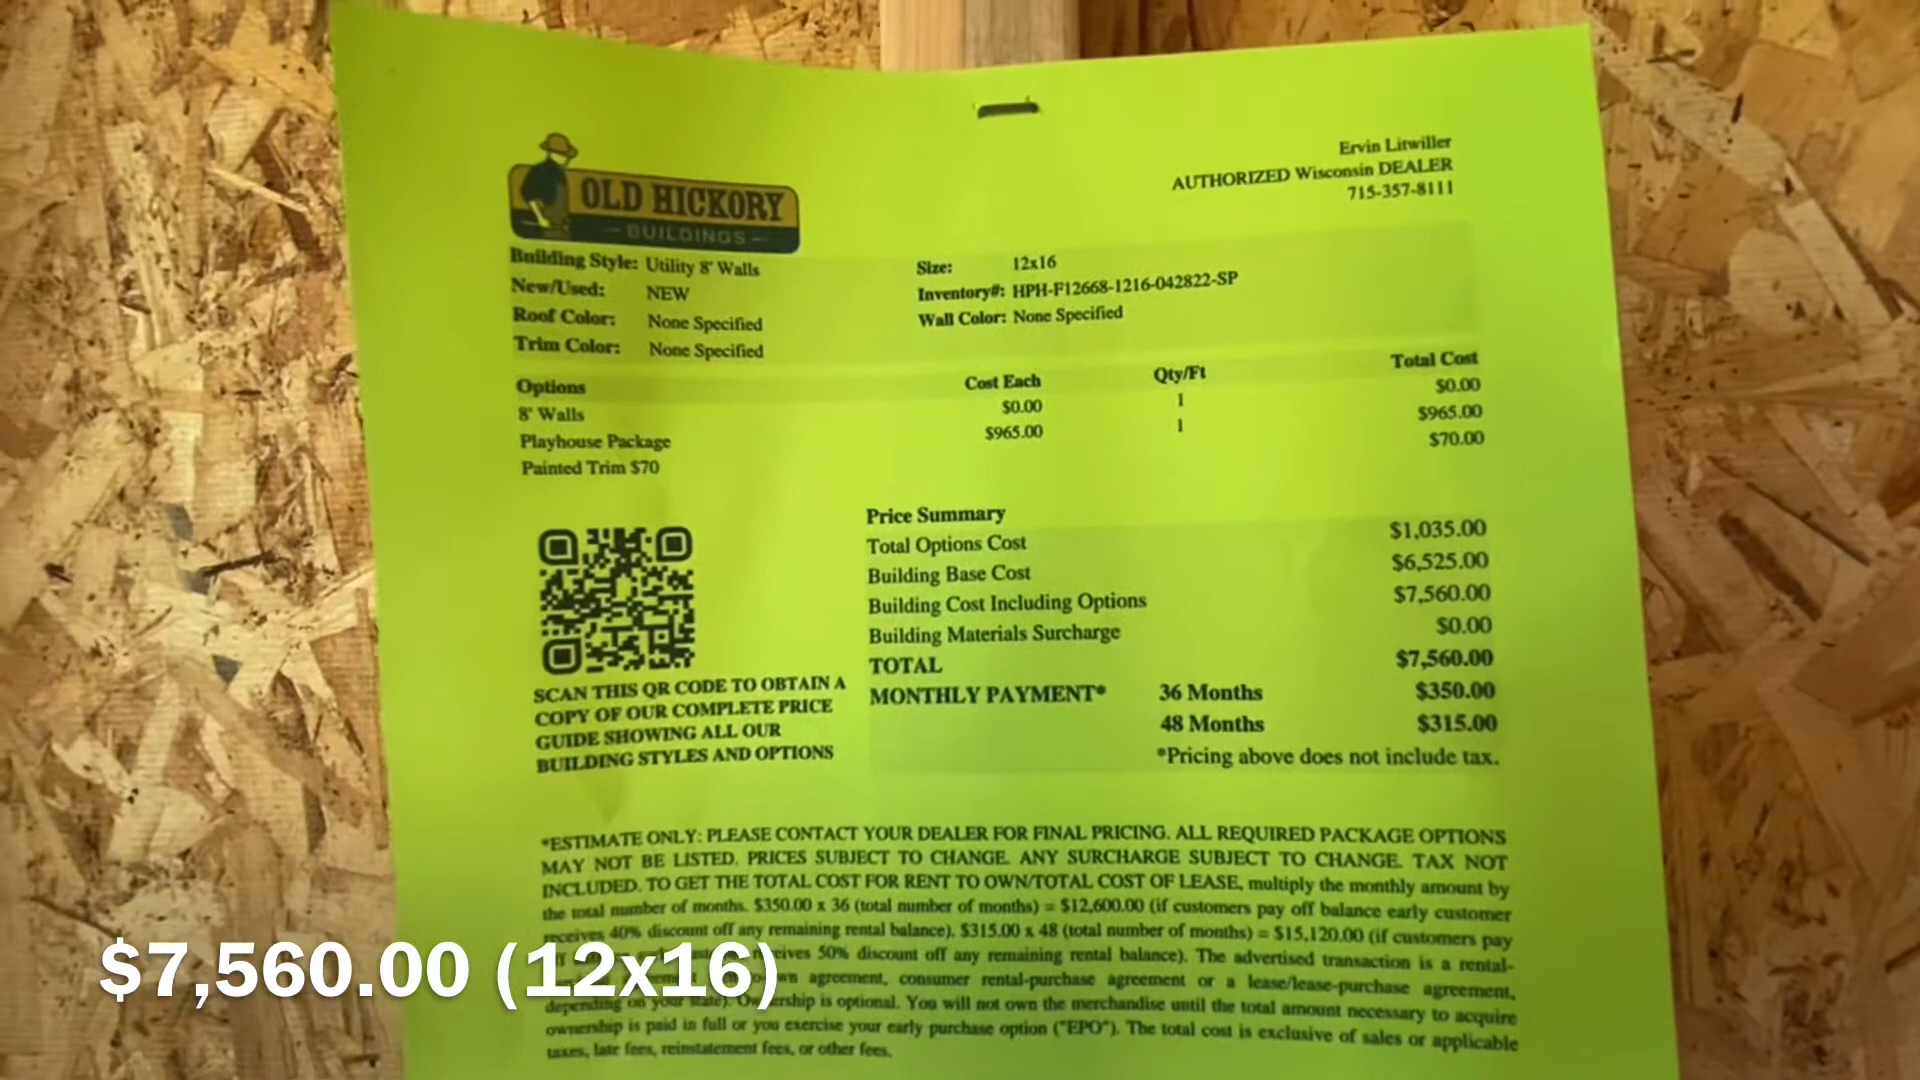 Ervin Litwiller
AUTHORIZED Wisconsin DEALER
715-357-8111
OLD HICKORY
BUILDINGS
Building Style: Utility 8' Walls
Size: 12x16
New/Used: NEW
Inventory#: HPH-F12668-1216-042822-SP
Roof Color: None Specified
Wall Color: None Specified
Trim Color: None Specified
Options Cost Each Qty/Ft Total Cost
8' Walls $0.00 1 $0.00
Playhouse Package $965.00 1 $965.00
Painted Trim $70 $70.00
Price Summary
Total Options Cost $1,035.00
Building Base Cost $6,525.00
Building Cost Including Options $7,560.00
Building Materials Surcharge $0.00
TOTAL $7,560.00
MONTHLY PAYMENT* 36 Months $350.00
48 Months $315.00
*Pricing above does not include tax.
SCAN THIS QR CODE TO OBTAIN A
COPY OF OUR COMPLETE PRICE
GUIDE SHOWING ALL OUR
BUILDING STYLES AND OPTIONS
*ESTIMATE ONLY: PLEASE CONTACT YOUR DEALER FOR FINAL PRICING. ALL REQUIRED PACKAGE OPTIONS
MAY NOT BE LISTED. PRICES SUBJECT TO CHANGE. ANY SURCHARGE SUBJECT TO CHANGE. TAX NOT
INCLUDED. TO GET THE TOTAL COST FOR RENT TO OWN/TOTAL COST OF LEASE, multiply the monthly amount by
the total number of months. $350.00 x 36 (total number of months) = $12,600.00 (if customers pay off balance early customer
receives 40% discount off any remaining rental balance). $315.00 x 48 (total number of months) = $15,120.00 (if customers pay
50% discount off any remaining rental balance). The advertised transaction is a rental-
agreement, consumer rental-purchase agreement or a lease/lease-purchase agreement,
depending on your state). Ownership is optional. You will not own the merchandise until the total amount necessary to acquire
ownership is paid in full or you exercise your early purchase option ("EPO"). The total cost is exclusive of sales or applicable
taxes, late fees, reinstatement fees, or other fees.
$7,560.00 (12x16)